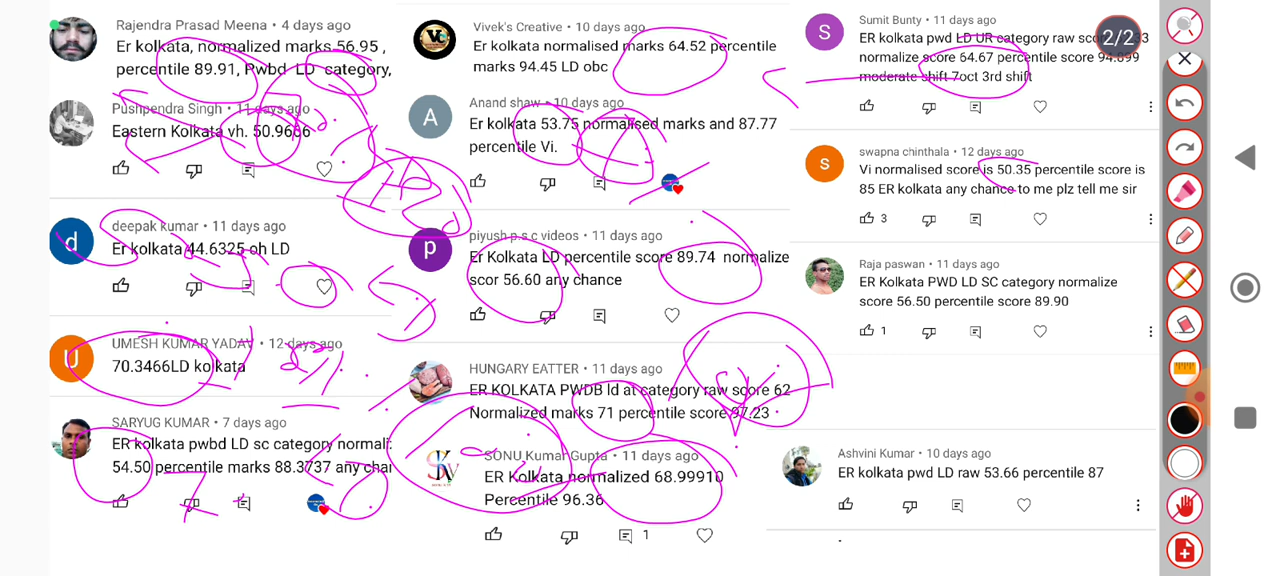 Rajendra Prasad Meena • 4 days ago
Er kolkata, normalized marks 56.95 ,
percentile 89.91, Pwbd LD category,
Pushpendra Singh • 11 days ago
Eastern Kolkata vh. 50.9666
deepak kumar • 11 days ago
Er kolkata 44.6325 oh LD
U
UMESH KUMAR YADAV • 12 days ago
70.3466LD kolkata
SARYUG KUMAR • 7 days ago
ER kolkata pwbd LD sc category normali
54.50 percentile marks 88.3737 any chan
Vivek's Creative • 10 days ago
Er kolkata normalised marks 64.52 percentile
marks 94.45 LD obc
A
Anand shaw • 10 days ago
Er kolkata 53.75 normalised marks and 87.77
percentile Vi.
p
piyush p.s.c videos • 11 days ago
Er Kolkata LD percentile score 89.74 normalize
scor 56.60 any chance
HUNGARY EATTER • 11 days ago
ER KOLKATA PWDB ld at category raw score 62
Normalized marks 71 percentile score 97.23
SONU Kumar Gupta • 11 days ago
ER Kolkata normalized 68.99910
Percentile 96.36
1
S
Sumit Bunty • 11 days ago
2/2
ER kolkata pwd LD UR category raw 33
normalize score 64.67 percentile score 94.899
moderate shift 7oct 3rd shift
s
swapna chinthala • 12 days ago
Vi normalised score is 50.35 percentile score is
85 ER kolkata any chance to me plz tell me sir
3
Raja paswan • 11 days ago
ER Kolkata PWD LD SC category normalize
score 56.50 percentile score 89.90
1
Ashvini Kumar • 10 days ago
ER kolkata pwd LD raw 53.66 percentile 87